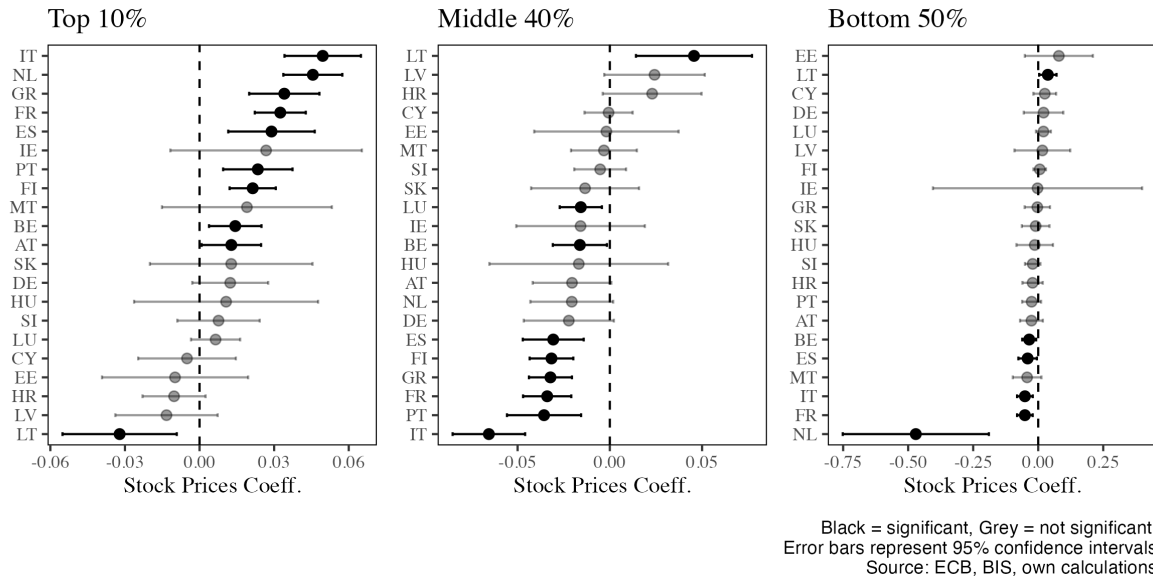 Top 10%
IT
NL
GR
FR
ES
IE
PT
FI
MT
BE
AT
SK
DE
HU
SI
LU
CY
EE
HR
LV
LT
-0.06 -0.03 0.00 0.03 0.06
Stock Prices Coeff.
Middle 40%
LT
LV
HR
CY
EE
MT
SI
SK
LU
IE
BE
HU
AT
NL
DE
ES
FI
GR
FR
PT
IT
-0.05 0.00 0.05
Stock Prices Coeff.
Bottom 50%
EE
LT
CY
DE
LU
LV
FI
IE
GR
SK
HU
SI
HR
PT
AT
BE
ES
MT
IT
FR
NL
-0.75 -0.50 -0.25 0.00 0.25
Stock Prices Coeff.
Black = significant, Grey = not significant
Error bars represent 95% confidence intervals
Source: ECB, BIS, own calculations